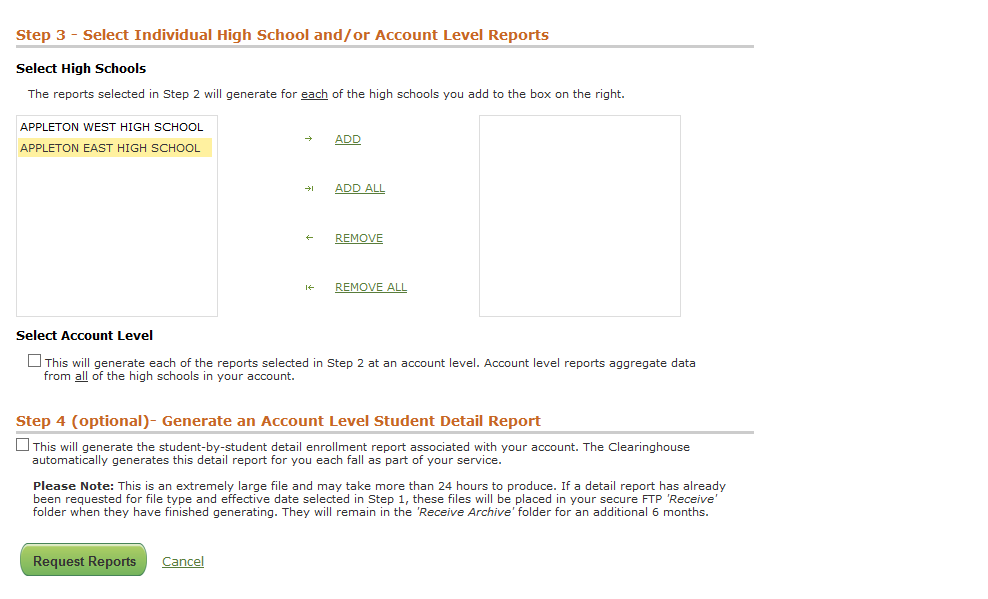 Step 3 - Select Individual High School and/or Account Level Reports
Select High Schools
The reports selected in Step 2 will generate for each of the high schools you add to the box on the right.
APPLETON WEST HIGH SCHOOL
APPLETON EAST HIGH SCHOOL
ADD
ADD ALL
REMOVE
REMOVE ALL
Select Account Level
This will generate each of the reports selected in Step 2 at an account level. Account level reports aggregate data
from all of the high schools in your account.
Step 4 (optional)- Generate an Account Level Student Detail Report
This will generate the student-by-student detail enrollment report associated with your account. The Clearinghouse
automatically generates this detail report for you each fall as part of your service.
Please Note: This is an extremely large file and may take more than 24 hours to produce. If a detail report has already
been requested for file type and effective date selected in Step 1, these files will be placed in your secure FTP 'Receive'
folder when they have finished generating. They will remain in the 'Receive Archive' folder for an additional 6 months.
Request Reports
Cancel